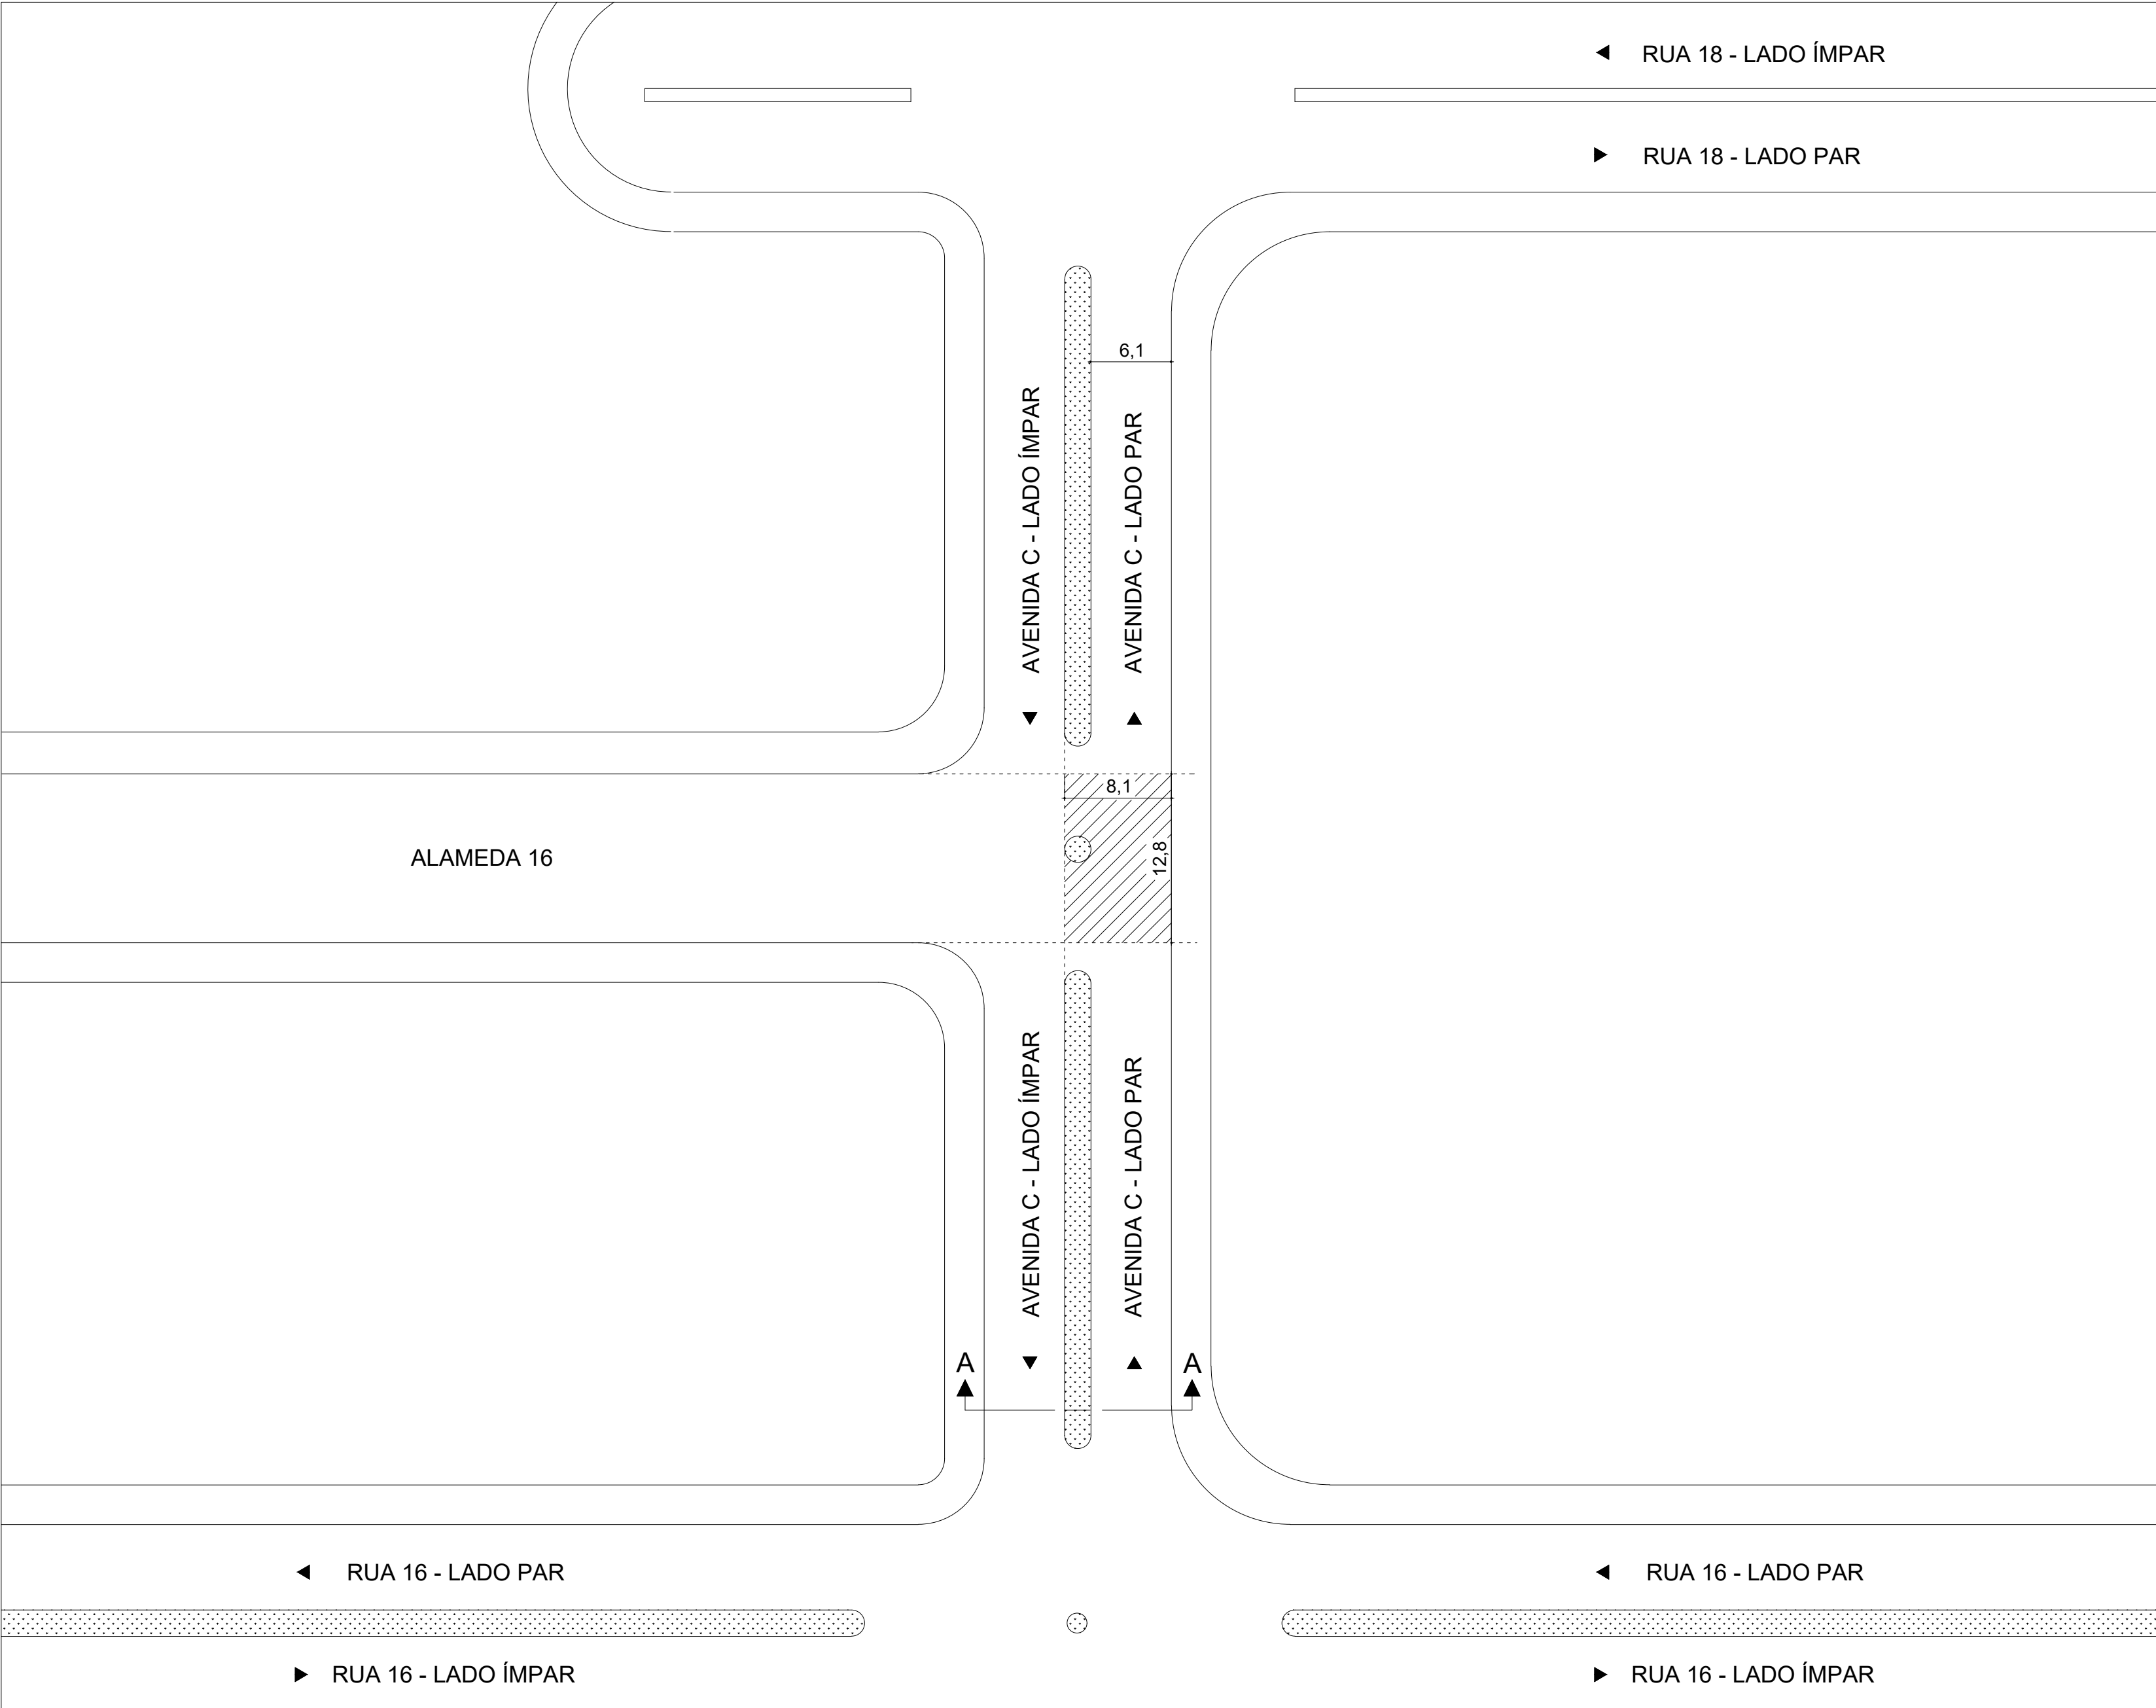 RUA 18 - LADO ÍMPAR
RUA 18 - LADO PAR
6,1
AVENIDA C - LADO ÍMPAR
AVENIDA C - LADO PAR
8,1
12,8
ALAMEDA 16
AVENIDA C - LADO ÍMPAR
AVENIDA C - LADO PAR
A
A
RUA 16 - LADO PAR
RUA 16 - LADO PAR
RUA 16 - LADO ÍMPAR
RUA 16 - LADO ÍMPAR